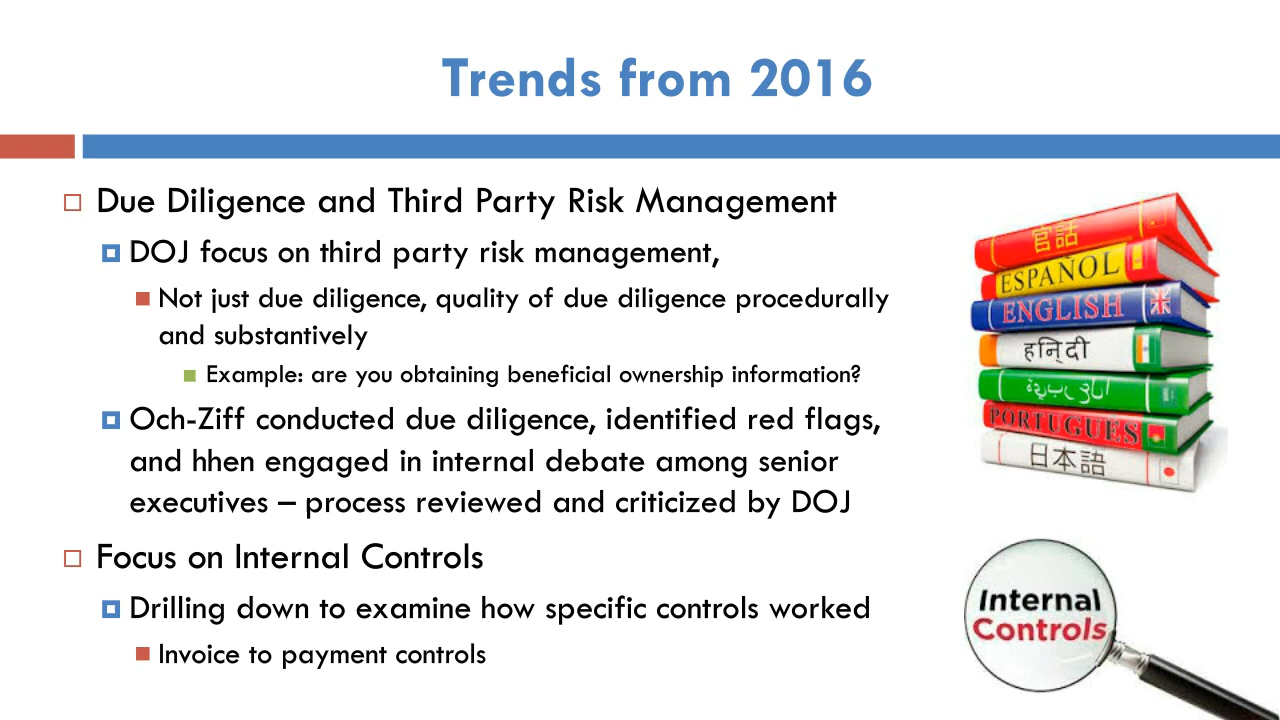 Trends from 2016
Due Diligence and Third Party Risk Management
DOJ focus on third party risk management,
Not just due diligence, quality of due diligence procedurally
and substantively
Example: are you obtaining beneficial ownership information?
Och-Ziff conducted due diligence, identified red flags,
and hhen engaged in internal debate among senior
executives – process reviewed and criticized by DOJ
Focus on Internal Controls
Drilling down to examine how specific controls worked
Invoice to payment controls
官話
ESPAÑOL
ENGLISH
हिन्दी
PORTUGUES
日本語
Internal
Controls